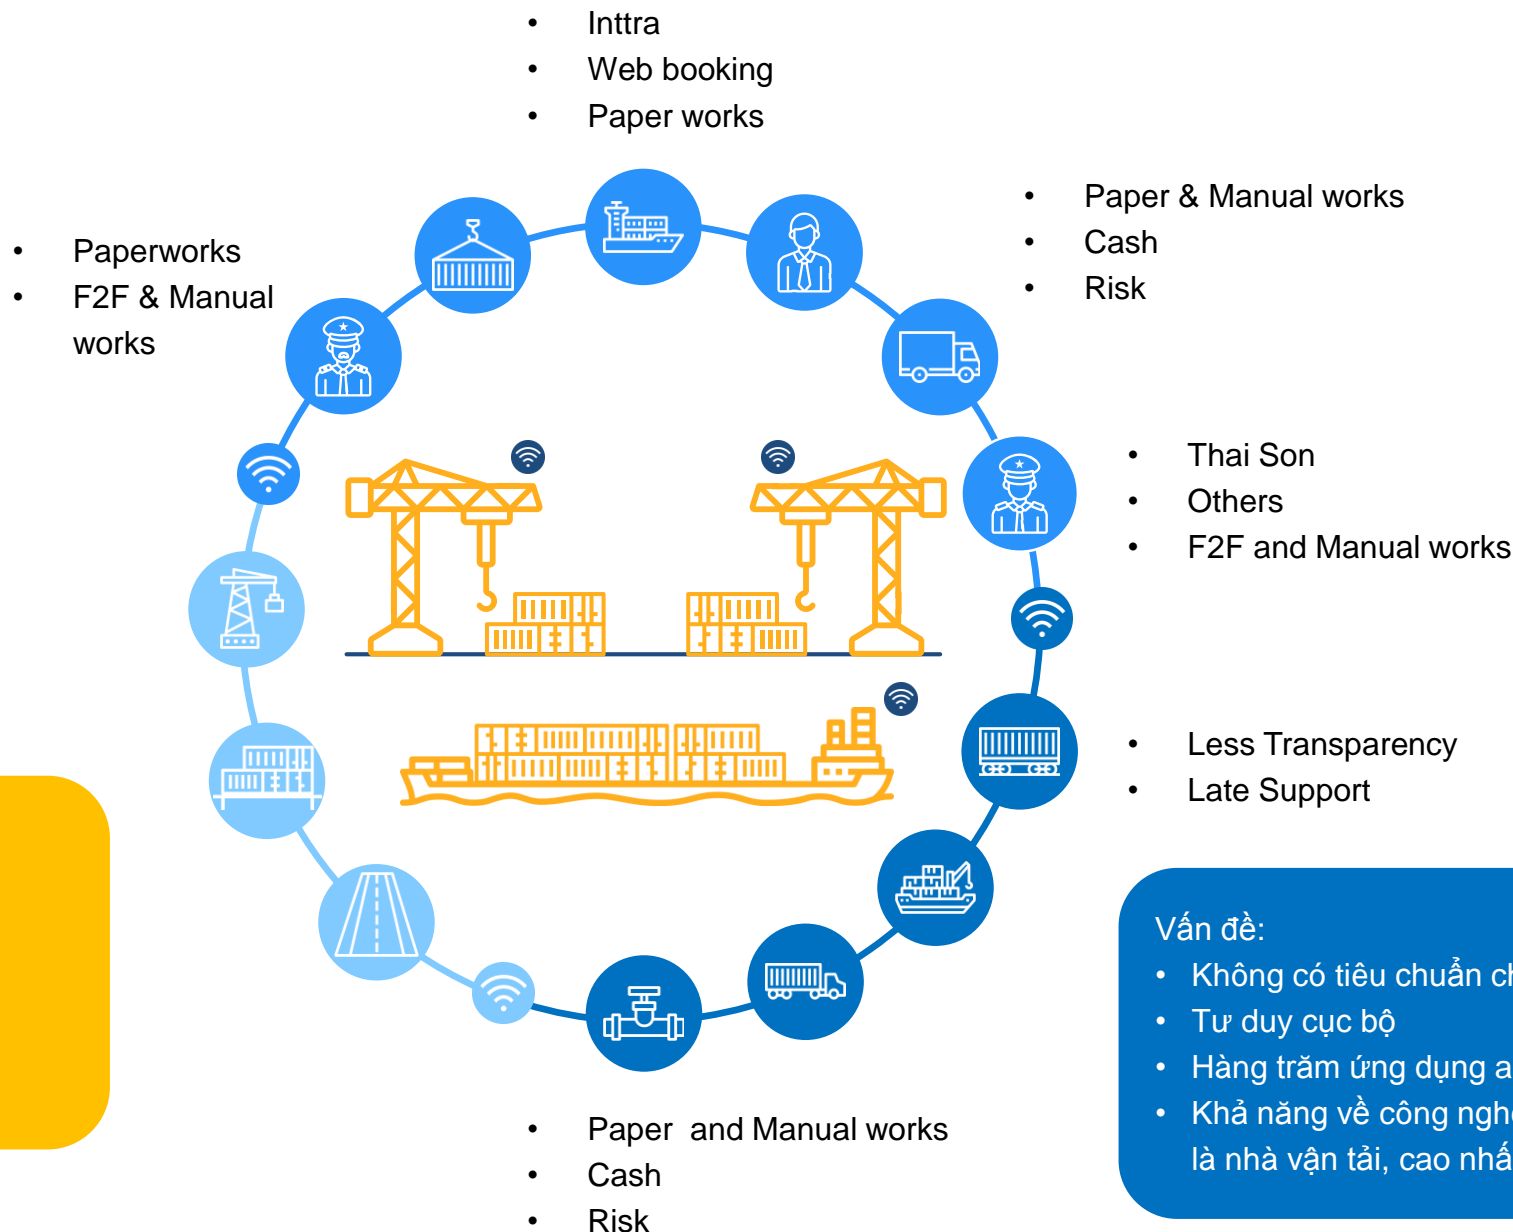 • Inttra
• Web booking
• Paper works
• Paperworks
• F2F & Manual
works
• Paper & Manual works
• Cash
• Risk
• Thai Son
• Others
• F2F and Manual works
• Less Transparency
• Late Support
Vấn đề:
• Không có tiêu chuẩn
• Tư duy cục bộ
• Hàng trăm ứng dụng
• Khả năng về công
là nhà vận tải, cao
• Paper and Manual works
• Cash
• Risk